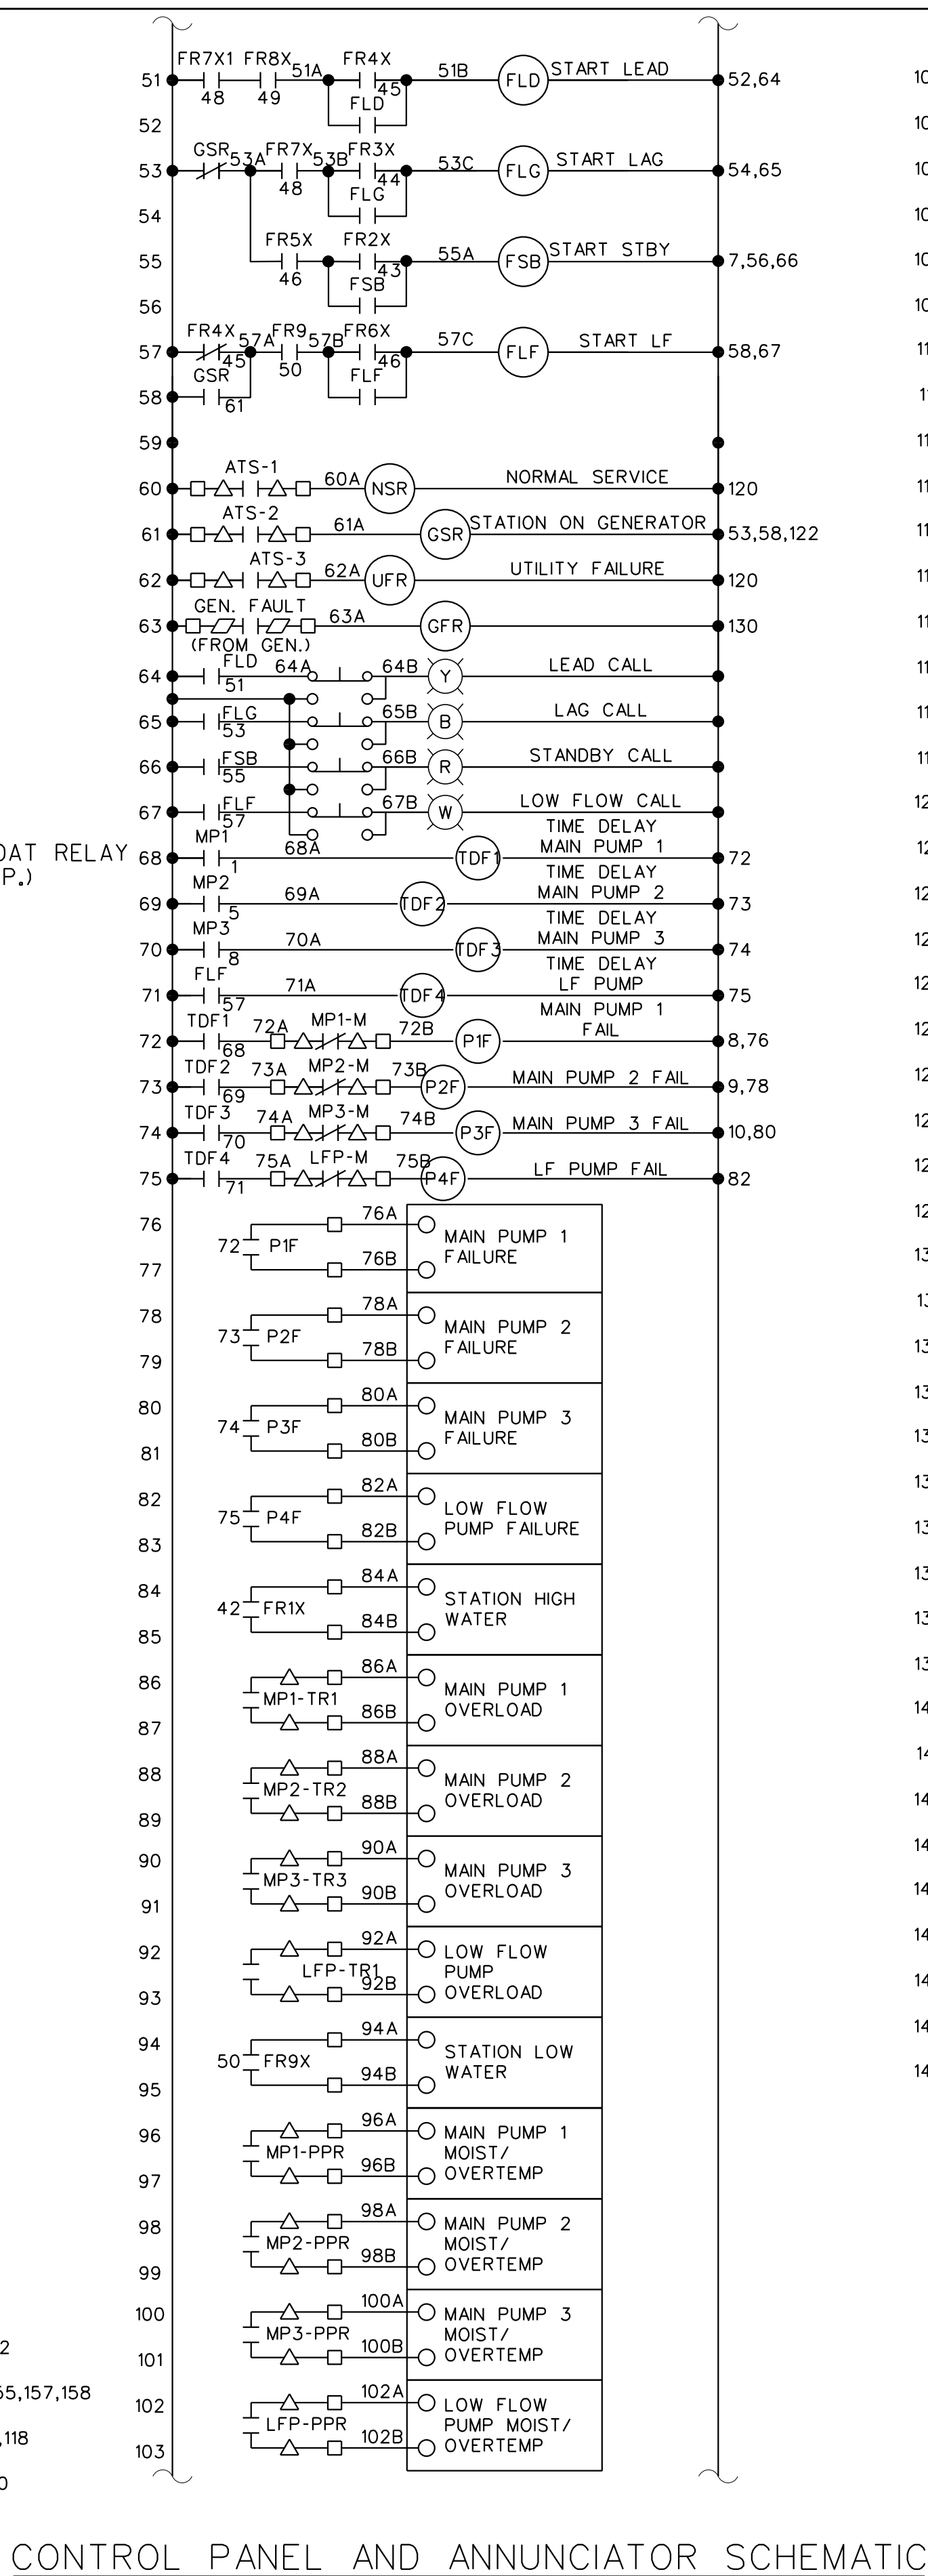 FR7X1 FR8X 51A FR4X 51B START LEAD
51 48 49 45 FLD 52,64
FLD
52
GSR 53A FR7X 53B FR3X 53C START LAG
53 48 44 FLG 54,65
FLG
54
FR5X FR2X 55A START STBY
55 46 43 FSB 7,56,66
FSB
56
FR4X 57A FR9 57B FR6X 57C START LF
57 45 50 46 FLF 58,67
GSR FLF
58 61
59
ATS-1 60A NORMAL SERVICE
60 NSR 120
ATS-2 61A STATION ON GENERATOR
61 GSR 53,58,122
ATS-3 62A UTILITY FAILURE
62 UFR 120
GEN. FAULT 63A
63 GFR 130
(FROM GEN.)
FLD 64A 64B LEAD CALL
64 51 Y
FLG 65B LAG CALL
65 53 B
FSB 66B STANDBY CALL
66 55 R
FLF 67B LOW FLOW CALL
67 57 W
TIME DELAY
MP1 68A MAIN PUMP 1
OAT RELAY 68 1 TDF1 72
P.)
TIME DELAY
MP2 69A MAIN PUMP 2
69 5 TDF2 73
TIME DELAY
MP3 70A MAIN PUMP 3
70 8 TDF3 74
TIME DELAY
FLF 71A LF PUMP
71 57 TDF4 75
MAIN PUMP 1
TDF1 72A MP1-M 72B FAIL
72 68 P1F 8,76
TDF2 73A MP2-M 73B MAIN PUMP 2 FAIL
73 69 P2F 9,78
TDF3 74A MP3-M 74B MAIN PUMP 3 FAIL
74 70 P3F 10,80
TDF4 75A LFP-M 75B LF PUMP FAIL
75 71 P4F 82
76 76A
72 P1F MAIN PUMP 1
FAILURE
77 76B
78 78A
73 P2F MAIN PUMP 2
FAILURE
79 78B
80 80A
74 P3F MAIN PUMP 3
FAILURE
81 80B
82 82A
75 P4F LOW FLOW
PUMP FAILURE
83 82B
84 84A
42 FR1X STATION HIGH
WATER
85 84B
86 86A
MP1-TR1 MAIN PUMP 1
OVERLOAD
87 86B
88 88A
MP2-TR2 MAIN PUMP 2
OVERLOAD
89 88B
90 90A
MP3-TR3 MAIN PUMP 3
OVERLOAD
91 90B
92 92A LOW FLOW
LFP-TR1 PUMP
93 92B OVERLOAD
94 94A
50 FR9X STATION LOW
WATER
95 94B
96 96A MAIN PUMP 1
MP1-PPR MOIST/
97 96B OVERTEMP
98 98A MAIN PUMP 2
MP2-PPR MOIST/
99 98B OVERTEMP
100 100A MAIN PUMP 3
MP3-PPR MOIST/
101 100B OVERTEMP
2
55,157,158
102 102A LOW FLOW
LFP-PPR PUMP MOIST/
,118
103 102B OVERTEMP
0
CONTROL PANEL AND ANNUNCIATOR SCHEMATIC